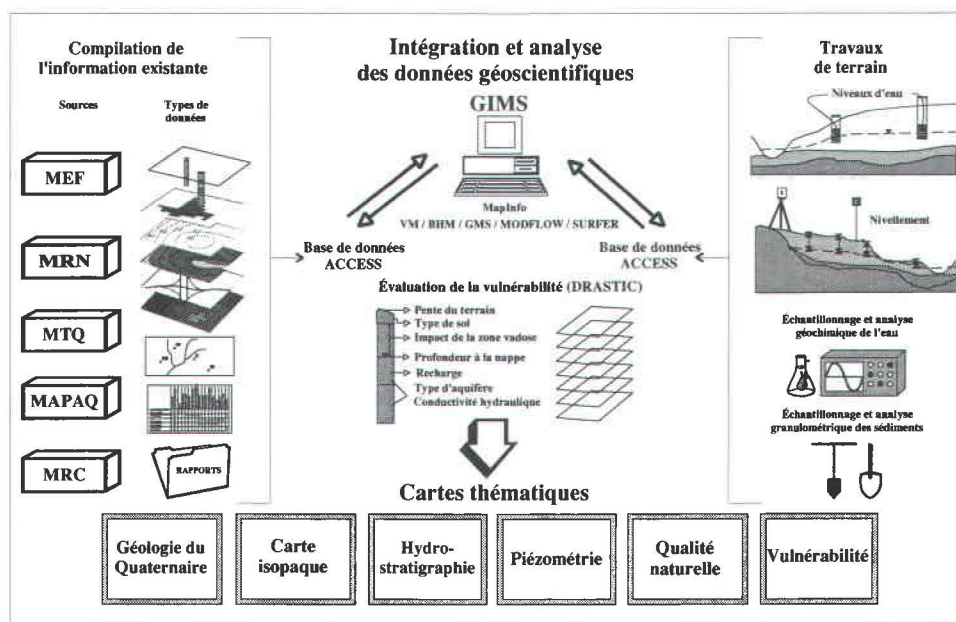 Compilation de
l'information existante
Sources
Types de
données
MEF
MRN
MTQ
MAPAQ
MRC
RAPPORTS
Intégration et analyse
des données géoscientifiques
GIMS
MapInfo
VM / BHM / GMS / MODFLOW / SURFER
Base de données
ACCESS
Base de données
ACCESS
Évaluation de la vulnérabilité (DRASTIC)
Pente du terrain
Type de sol
Impact de la zone vadose
Profondeur à la nappe
Recharge
Type d'aquifère
Conductivité hydraulique
Travaux
de terrain
Niveaux d'eau
Nivellement
Échantillonnage et analyse
géochimique de l'eau
Échantillonnage et analyse
granulométrique des sédiments
Cartes thématiques
Géologie du
Quaternaire
Carte
isopaque
Hydro-
stratigraphie
Piézométrie
Qualité
naturelle
Vulnérabilité